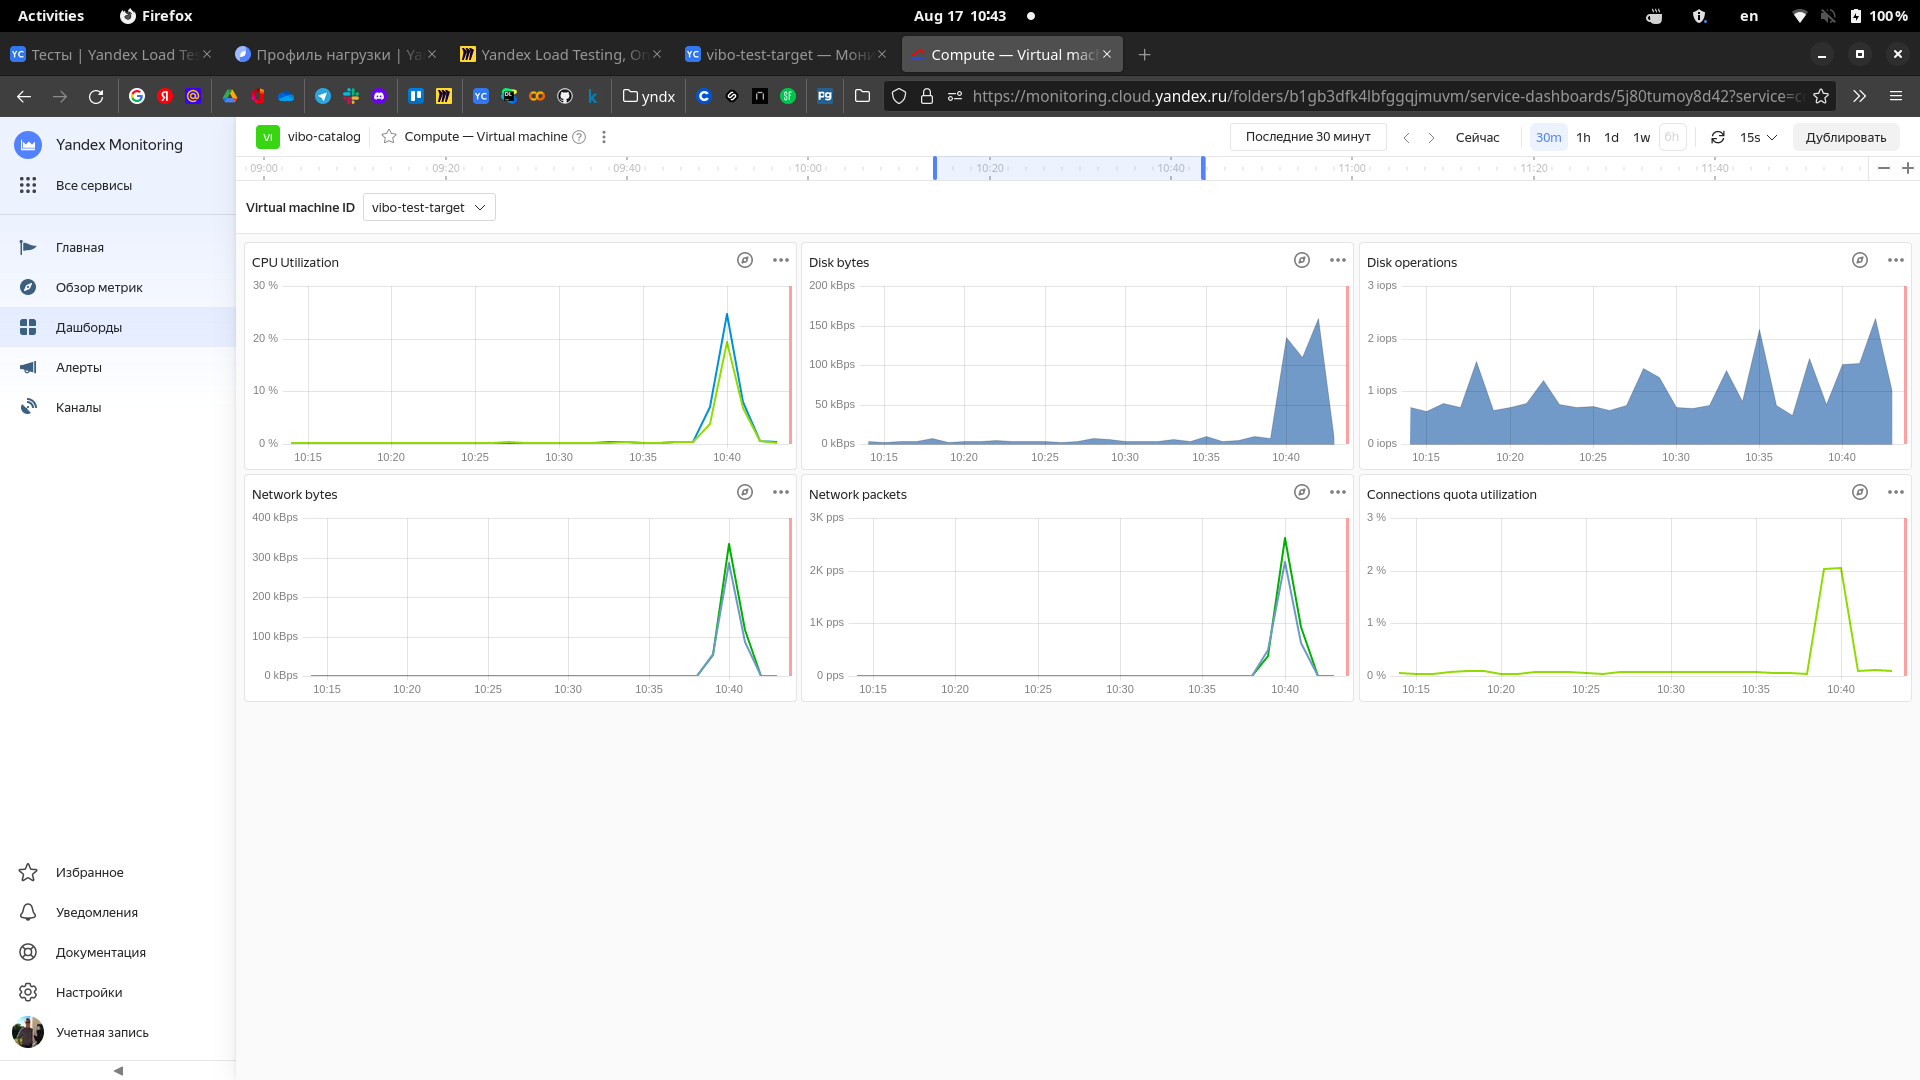 Activities
Firefox
Aug 17 10:43
en
100 %
Тесты | Yandex Load Te
Профиль нагрузки | Ya
Yandex Load Testing, On
vibo-test-target — Мони
Compute — Virtual mac
yndx
https://monitoring.cloud.yandex.ru/folders/b1gb3dfk4lbfggqjmuvm/service-dashboards/5j80tumoy8d42?service=c
Yandex Monitoring
Все сервисы
Главная
Обзор метрик
Дашборды
Алерты
Каналы
Избранное
Уведомления
Документация
Настройки
Учетная запись
VI vibo-catalog
Compute — Virtual machine
Последние 30 минут
Сейчас
30m 1h 1d 1w 6h
15s
Дублировать
09:00 09:20 09:40 10:00 10:20 10:40 11:00 11:20 11:40
Virtual machine ID
vibo-test-target
CPU Utilization
30 %
20 %
10 %
0 %
10:15 10:20 10:25 10:30 10:35 10:40
Disk bytes
200 kBps
150 kBps
100 kBps
50 kBps
0 kBps
10:15 10:20 10:25 10:30 10:35 10:40
Disk operations
3 iops
2 iops
1 iops
0 iops
10:15 10:20 10:25 10:30 10:35 10:40
Network bytes
400 kBps
300 kBps
200 kBps
100 kBps
0 kBps
10:15 10:20 10:25 10:30 10:35 10:40
Network packets
3K pps
2K pps
1K pps
0 pps
10:15 10:20 10:25 10:30 10:35 10:40
Connections quota utilization
3 %
2 %
1 %
0 %
10:15 10:20 10:25 10:30 10:35 10:40